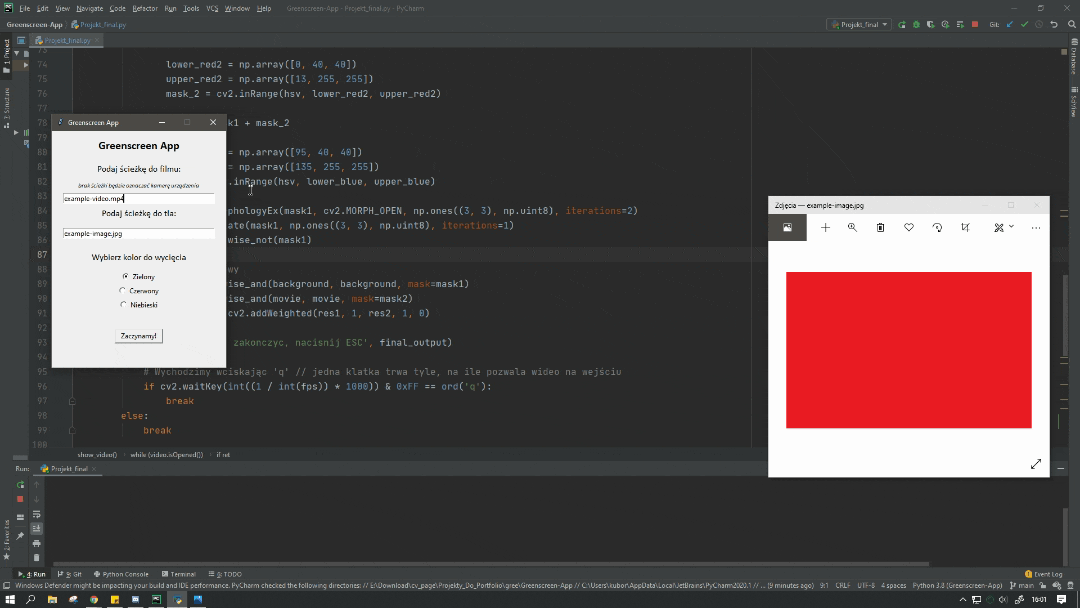 File Edit View Navigate Code Refactor Run Tools VCS Window Help Greenscreen-App - Projekt_final.py - PyCharm
Greenscreen-App Projekt_final.py
Projekt_final Git:
Projekt_final.py
74 lower_red2 = np.array([0, 40, 40])
75 upper_red2 = np.array([13, 255, 255])
76 mask_2 = cv2.inRange(hsv, lower_red2, upper_red2)
77
78 k1 + mask_2
79
80 = np.array([95, 40, 40])
81 = np.array([135, 255, 255])
82 .inRange(hsv, lower_blue, upper_blue)
83
84 phologyEx(mask1, cv2.MORPH_OPEN, np.ones((3, 3), np.uint8), iterations=2)
85 ate(mask1, np.ones((3, 3), np.uint8), iterations=1)
86 wise_not(mask1)
87
88 wy
89 ise_and(background, background, mask=mask1)
90 ise_and(movie, movie, mask=mask2)
91 cv2.addWeighted(res1, 1, res2, 1, 0)
92
93 zakonczyc, nacisnij ESC', final_output)
94
95 # Wychodzimy wciskając 'q' // jedna klatka trwa tyle, na ile pozwala wideo na wejściu
96 if cv2.waitKey(int((1 / int(fps)) * 1000)) & 0xFF == ord('q'):
97 break
98 else:
99 break
100
show_video() while (video.isOpened()) if ret
Greenscreen App
Greenscreen App
Podaj ścieżkę do filmu:
brak ścieżki będzie oznaczać kamerę urządzenia
example-video.mp4
Podaj ścieżkę do tła:
example-image.jpg
Wybierz kolor do wycięcia
Zielony
Czerwony
Niebieski
Zaczynamy!
Zdjęcia — example-image.jpg
1: Project
7: Structure
2: Favorites
Database
SciView
Run: Projekt_final
4: Run 9: Git Python Console Terminal 6: TODO Event Log
Windows Defender might be impacting your build and IDE performance. PyCharm checked the following directories: // E:\Download\cv_page\Projekty_Do_Portfolio\gree\Greenscreen-App // C:\Users\kubor\AppData\Local\JetBrains\PyCharm2020.1 // ... (9 minutes ago) 9:1 CRLF UTF-8 4 spaces Python 3.8 (Greenscreen-App) main
16:01